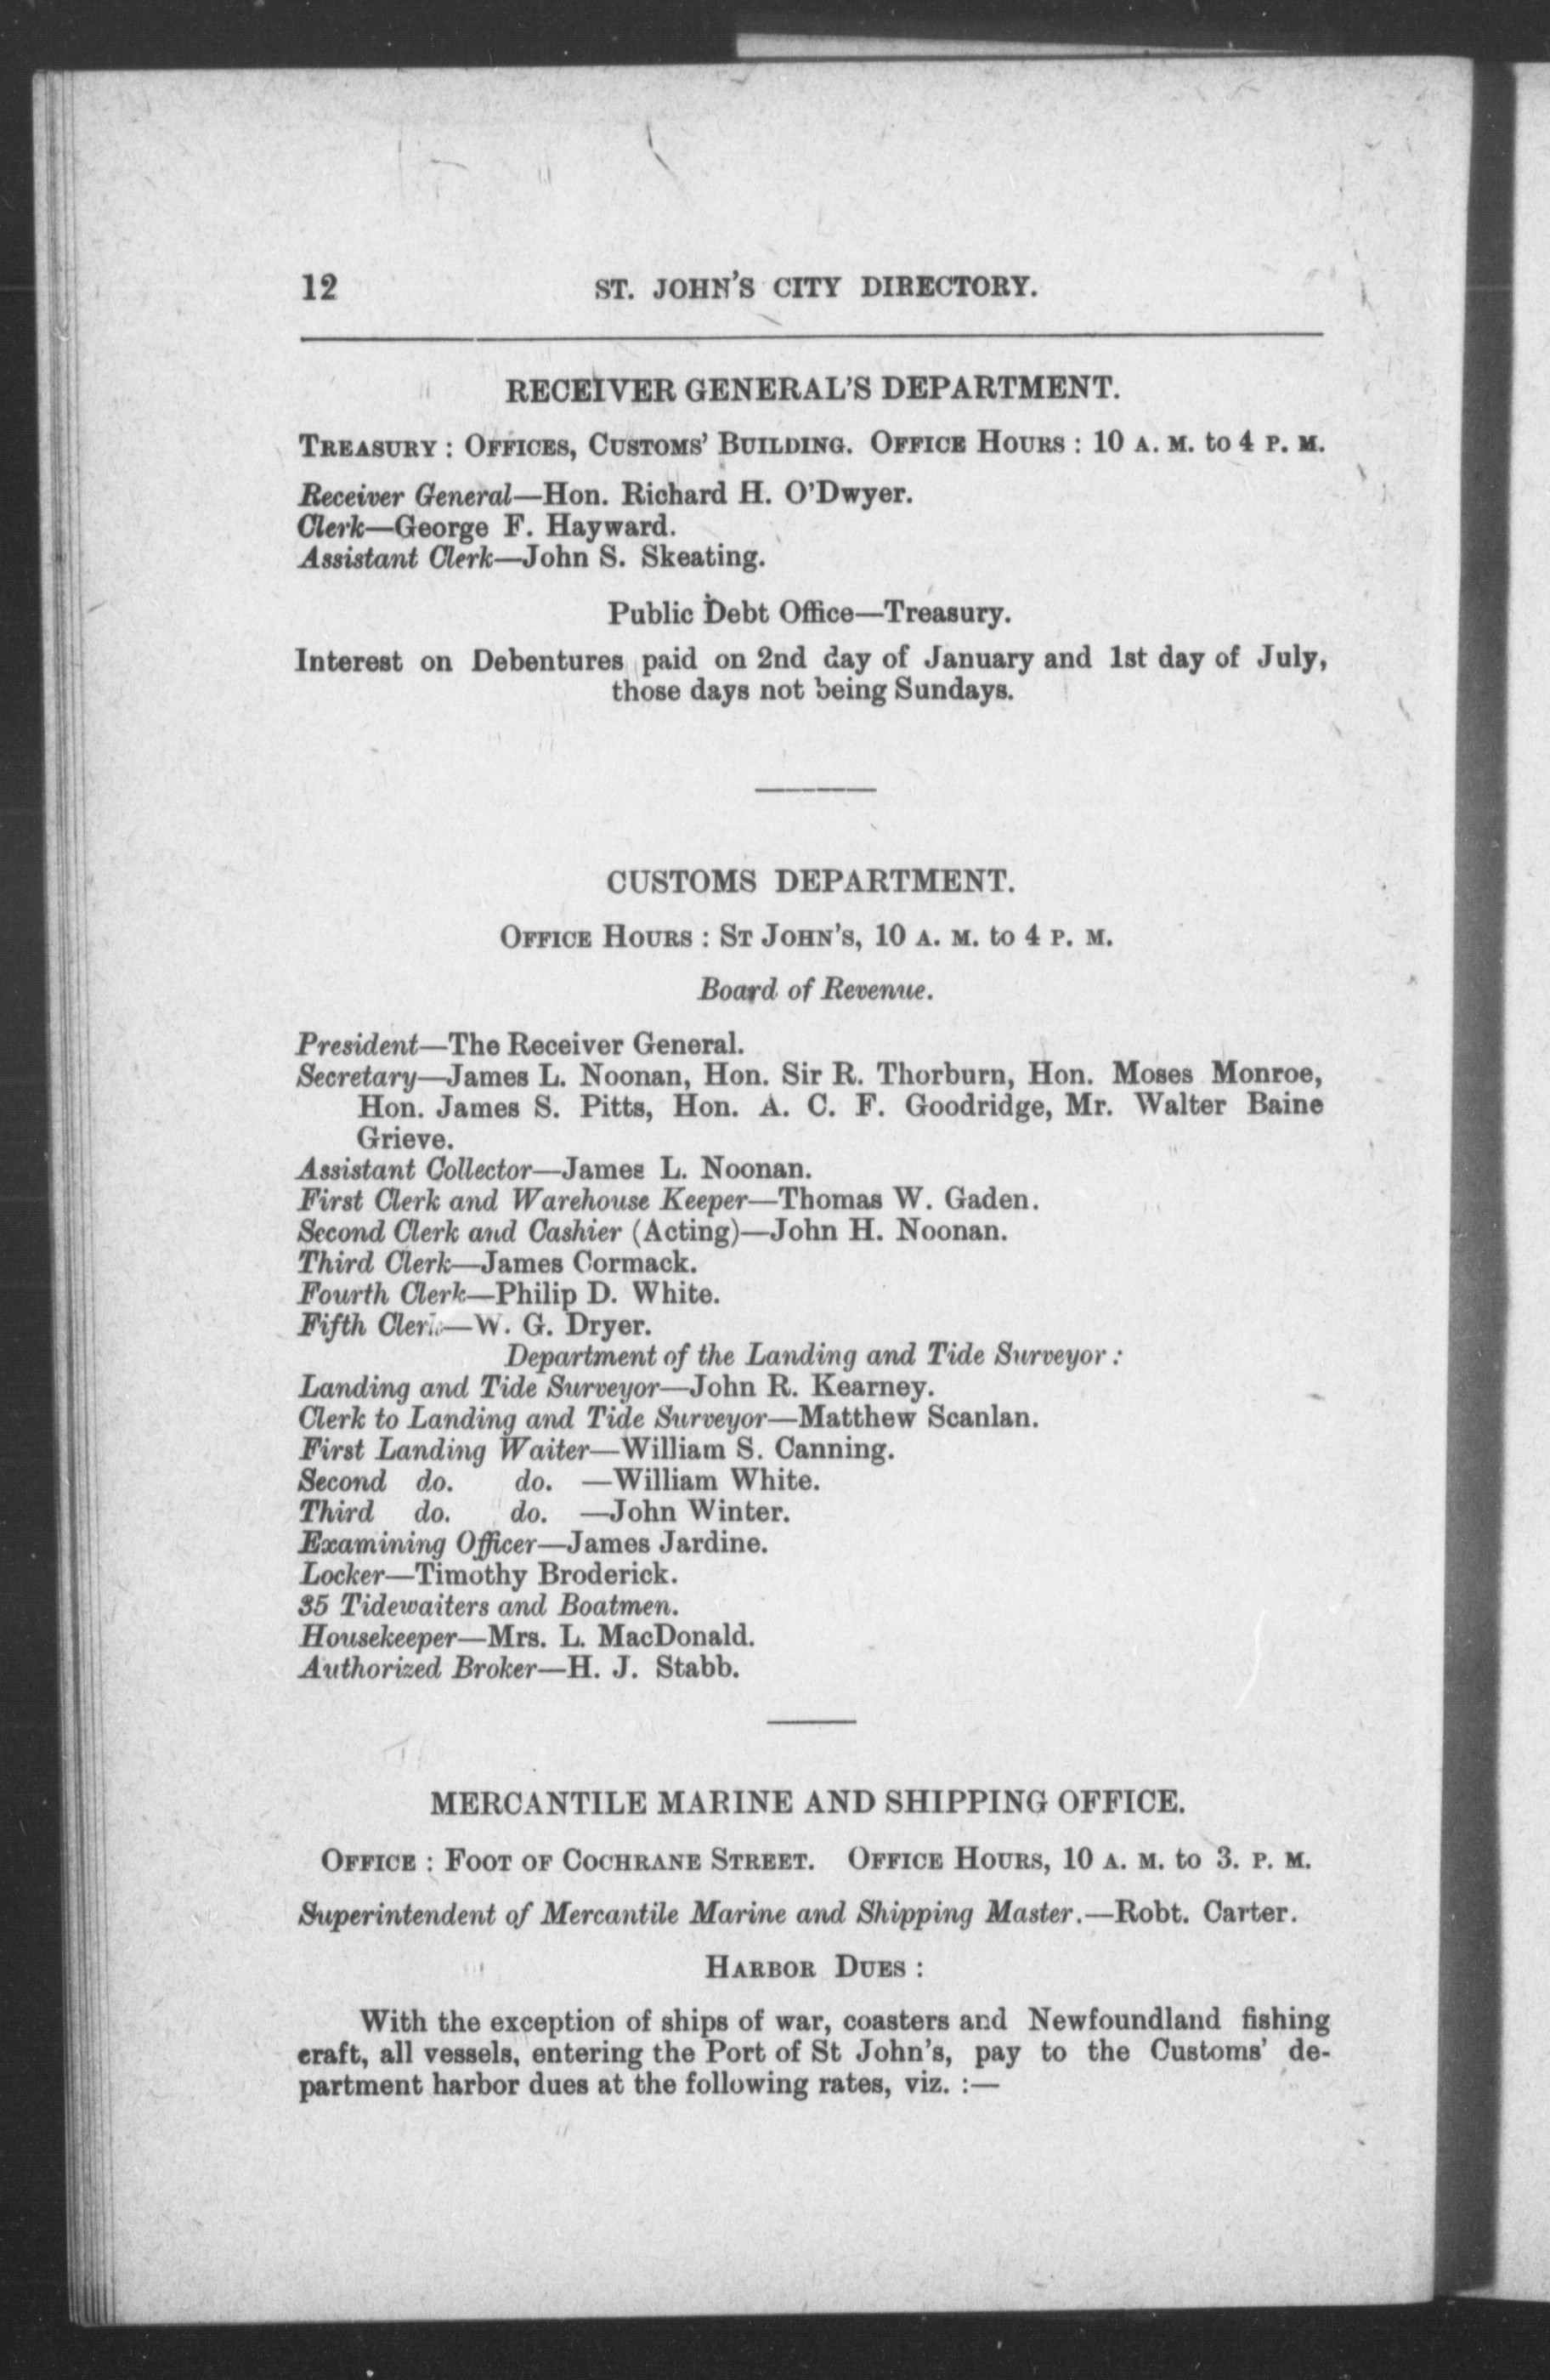 12 ST. JOHN'S CITY DIRECTORY.
RECEIVER GENERAL'S DEPARTMENT.
TREASURY : OFFICES, CUSTOMS' BUILDING. OFFICE HOURS : 10 A. M. to 4 P. M.
Receiver General—Hon. Richard H. O'Dwyer.
Clerk—George F. Hayward.
Assistant Clerk—John S. Skeating.
Public Debt Office—Treasury.
Interest on Debentures paid on 2nd day of January and 1st day of July,
those days not being Sundays.
CUSTOMS DEPARTMENT.
OFFICE HOURS : ST JOHN'S, 10 A. M. to 4 P. M.
Board of Revenue.
President—The Receiver General.
Secretary—James L. Noonan, Hon. Sir R. Thorburn, Hon. Moses Monroe,
Hon. James S. Pitts, Hon. A. C. F. Goodridge, Mr. Walter Baine
Grieve.
Assistant Collector—James L. Noonan.
First Clerk and Warehouse Keeper—Thomas W. Gaden.
Second Clerk and Cashier (Acting)—John H. Noonan.
Third Clerk—James Cormack.
Fourth Clerk—Philip D. White.
Fifth Clerk—W. G. Dryer.
Department of the Landing and Tide Surveyor :
Landing and Tide Surveyor—John R. Kearney.
Clerk to Landing and Tide Surveyor—Matthew Scanlan.
First Landing Waiter—William S. Canning.
Second do. do. —William White.
Third do. do. —John Winter.
Examining Officer—James Jardine.
Locker—Timothy Broderick.
35 Tidewaiters and Boatmen.
Housekeeper—Mrs. L. MacDonald.
Authorized Broker—H. J. Stabb.
MERCANTILE MARINE AND SHIPPING OFFICE.
OFFICE : FOOT OF COCHRANE STREET. OFFICE HOURS, 10 A. M. to 3. P. M.
Superintendent of Mercantile Marine and Shipping Master.—Robt. Carter.
HARBOR DUES :
With the exception of ships of war, coasters and Newfoundland fishing
craft, all vessels, entering the Port of St John's, pay to the Customs' de-
partment harbor dues at the following rates, viz. :—